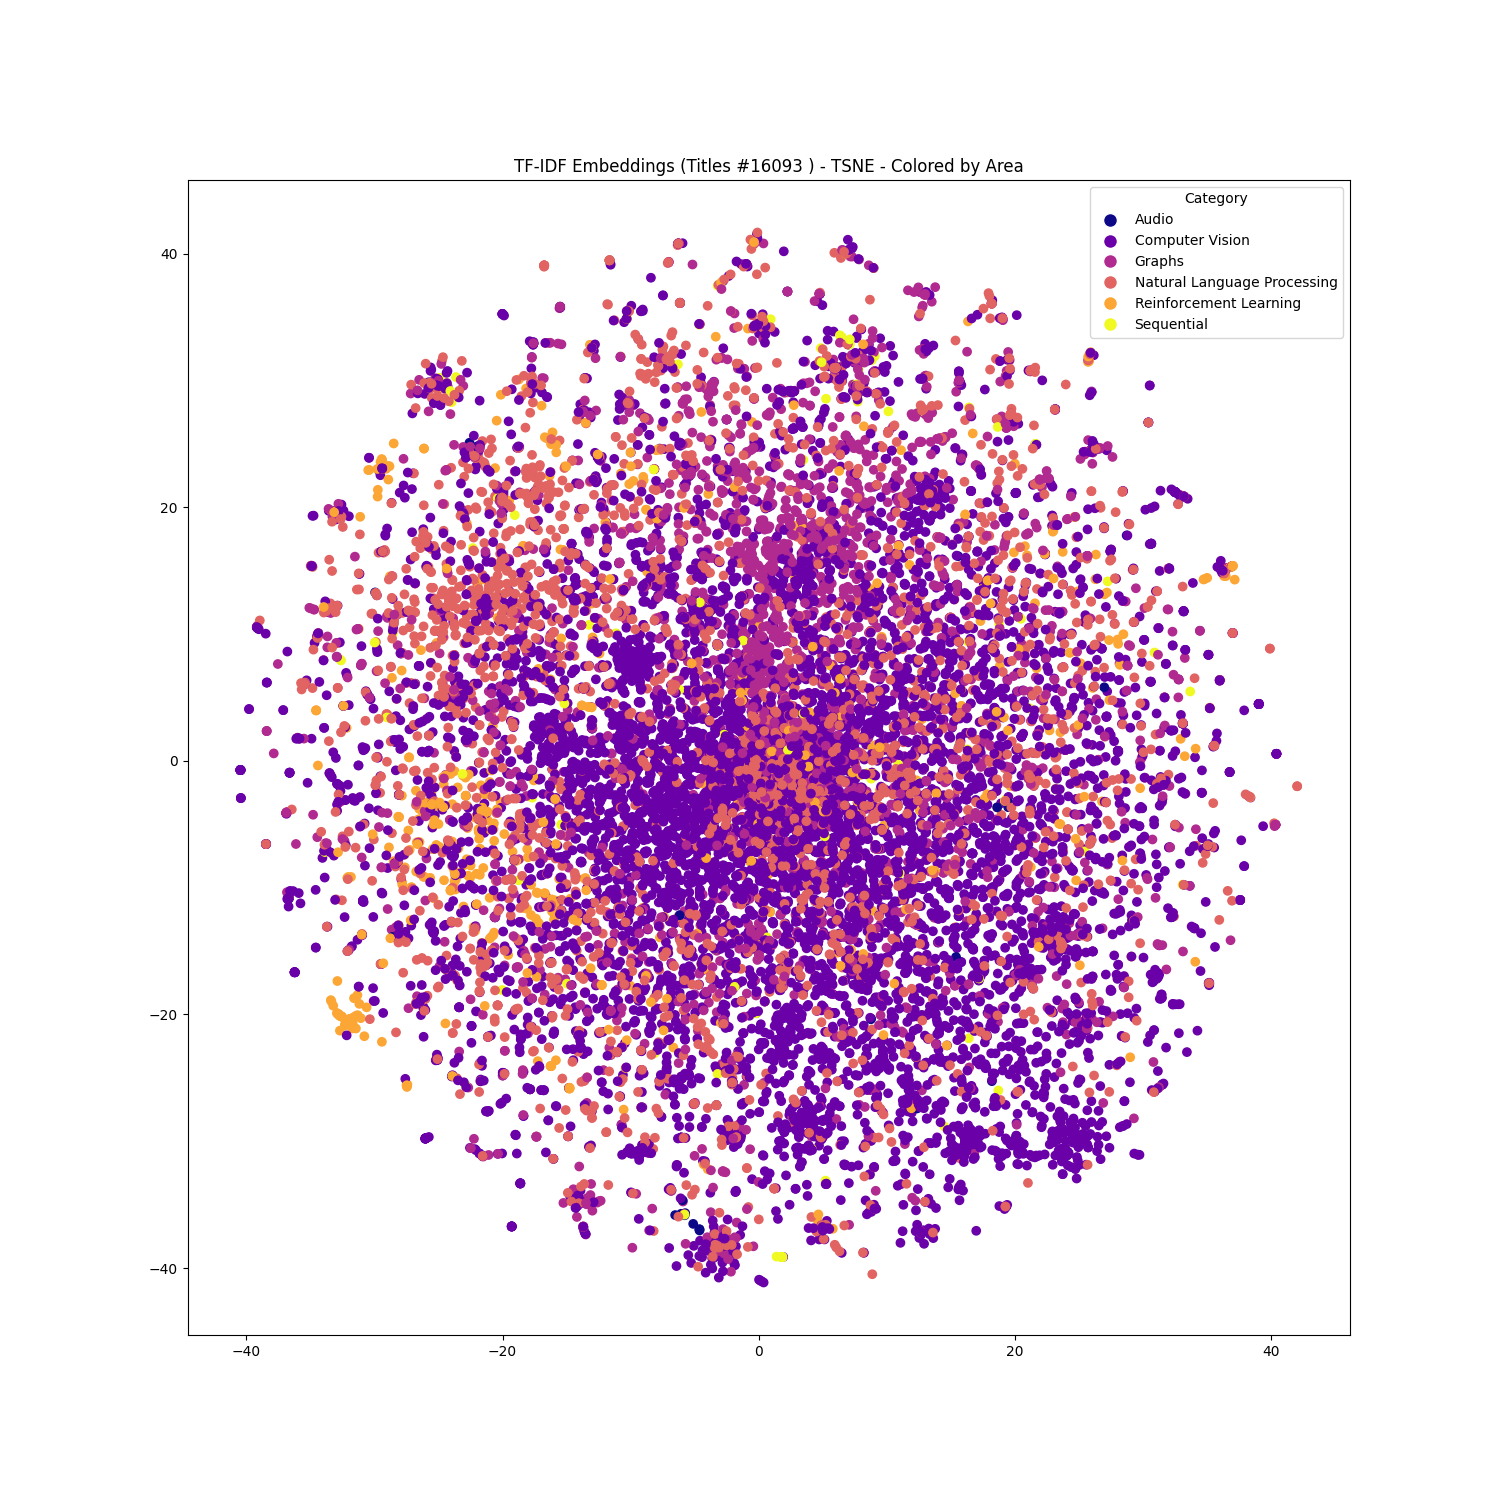 TF-IDF Embeddings (Titles #16093 ) - TSNE - Colored by Area
Category
Audio
Computer Vision
Graphs
Natural Language Processing
Reinforcement Learning
Sequential
40
20
0
−20
−40
−40
−20
0
20
40